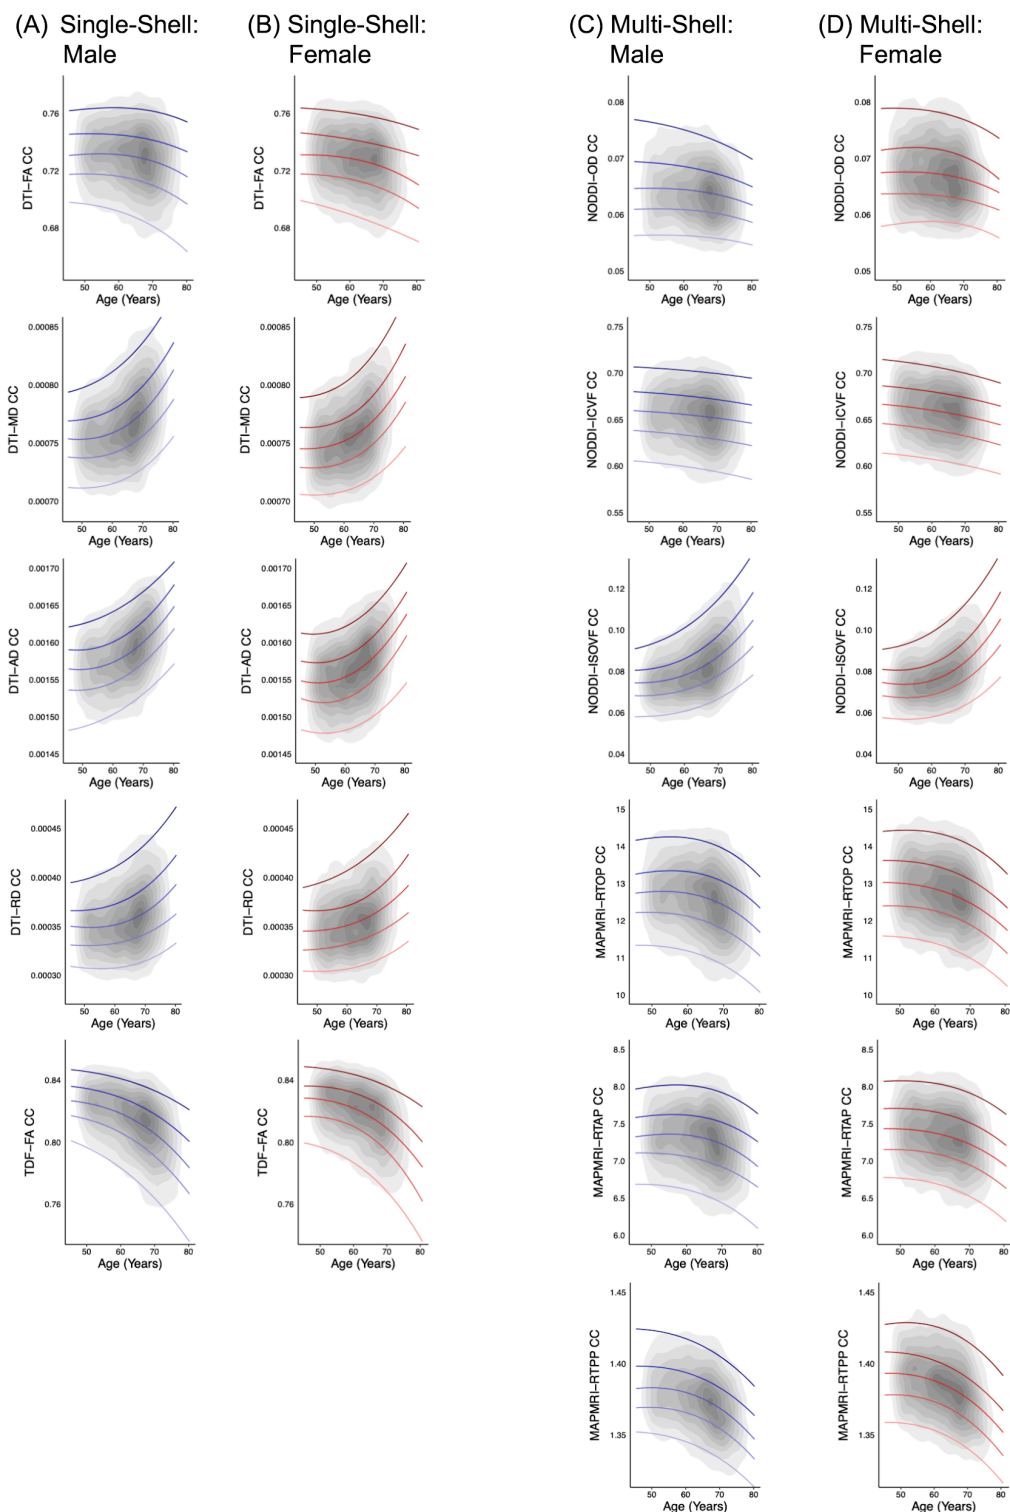 (A) Single-Shell: Male
(B) Single-Shell: Female
(C) Multi-Shell: Male
(D) Multi-Shell: Female
DTI–FA CC
0.76
0.72
0.68
50 60 70 80
Age (Years)
DTI–FA CC
0.76
0.72
0.68
50 60 70 80
Age (Years)
NODDI–OD CC
0.08
0.07
0.06
0.05
50 60 70 80
Age (Years)
NODDI–OD CC
0.08
0.07
0.06
0.05
50 60 70 80
Age (Years)
DTI–MD CC
0.00085
0.00080
0.00075
0.00070
50 60 70 80
Age (Years)
DTI–MD CC
0.00085
0.00080
0.00075
0.00070
50 60 70 80
Age (Years)
NODDI–ICVF CC
0.75
0.70
0.65
0.60
0.55
50 60 70 80
Age (Years)
NODDI–ICVF CC
0.75
0.70
0.65
0.60
0.55
50 60 70 80
Age (Years)
DTI–AD CC
0.00170
0.00165
0.00160
0.00155
0.00150
0.00145
50 60 70 80
Age (Years)
DTI–AD CC
0.00170
0.00165
0.00160
0.00155
0.00150
0.00145
50 60 70 80
Age (Years)
NODDI–ISOVF CC
0.12
0.10
0.08
0.06
0.04
50 60 70 80
Age (Years)
NODDI–ISOVF CC
0.12
0.10
0.08
0.06
0.04
50 60 70 80
Age (Years)
DTI–RD CC
0.00045
0.00040
0.00035
0.00030
50 60 70 80
Age (Years)
DTI–RD CC
0.00045
0.00040
0.00035
0.00030
50 60 70 80
Age (Years)
MAPMRI–RTOP CC
15
14
13
12
11
10
50 60 70 80
Age (Years)
MAPMRI–RTOP CC
15
14
13
12
11
10
50 60 70 80
Age (Years)
TDF–FA CC
0.84
0.80
0.76
50 60 70 80
Age (Years)
TDF–FA CC
0.84
0.80
0.76
50 60 70 80
Age (Years)
MAPMRI–RTAP CC
8.5
8.0
7.5
7.0
6.5
6.0
50 60 70 80
Age (Years)
MAPMRI–RTAP CC
8.5
8.0
7.5
7.0
6.5
6.0
50 60 70 80
Age (Years)
MAPMRI–RTPP CC
1.45
1.40
1.35
50 60 70 80
Age (Years)
MAPMRI–RTPP CC
1.45
1.40
1.35
50 60 70 80
Age (Years)